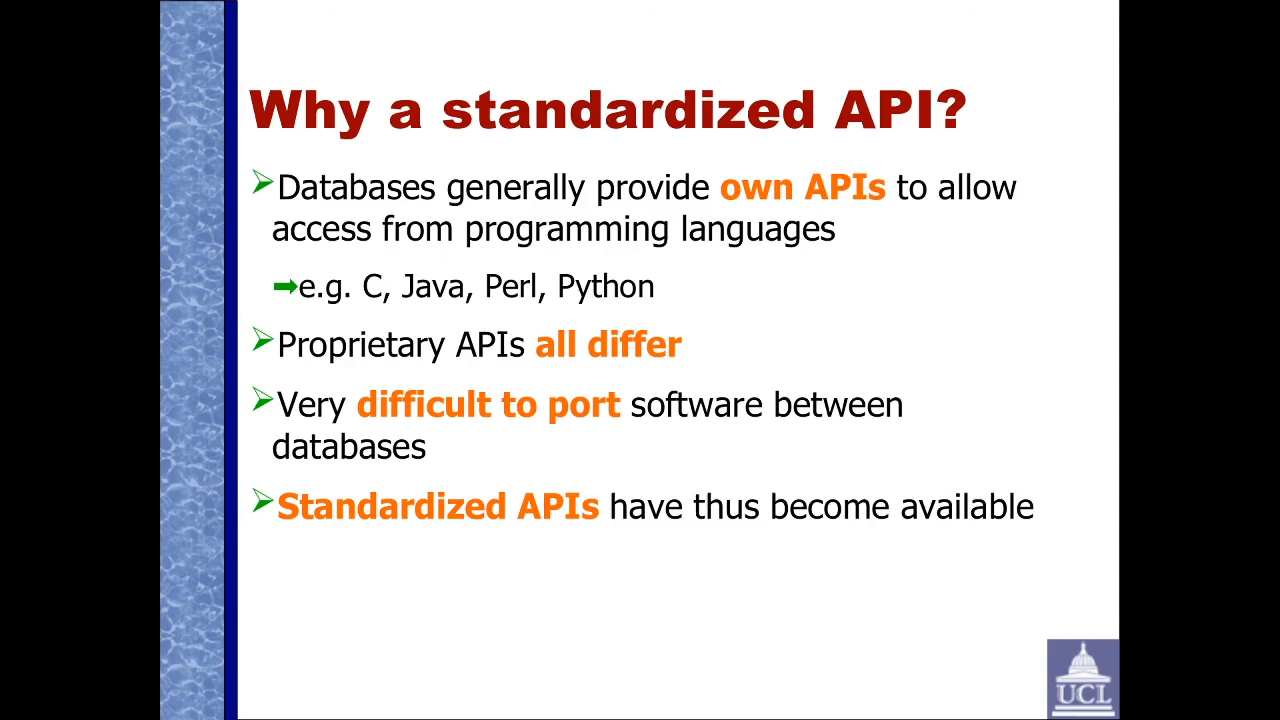 Why a standardized API?
➢Databases generally provide own APIs to allow
access from programming languages
➡e.g. C, Java, Perl, Python
➢Proprietary APIs all differ
➢Very difficult to port software between
databases
➢Standardized APIs have thus become available
UCL